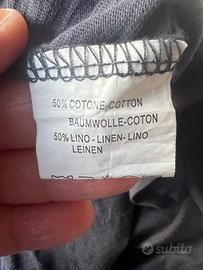 50% COTONE-COTTON
BAUMWOLLE-COTON
50% LINO-LINEN-LINO
LEINEN
subito